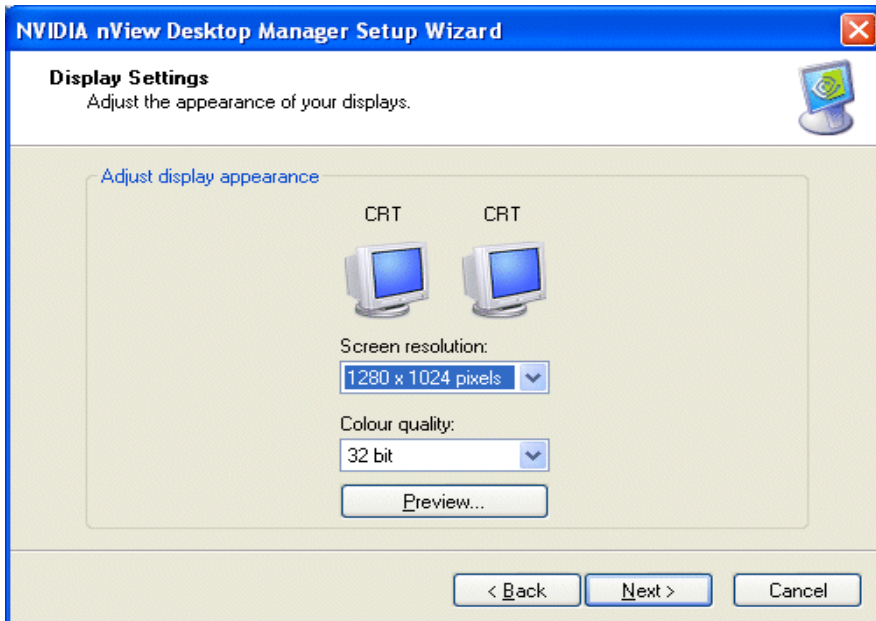 NVIDIA nView Desktop Manager Setup Wizard
Display Settings
Adjust the appearance of your displays.
Adjust display appearance
CRT CRT
Screen resolution:
1280 x 1024 pixels
Colour quality:
32 bit
Preview...
< Back Next > Cancel